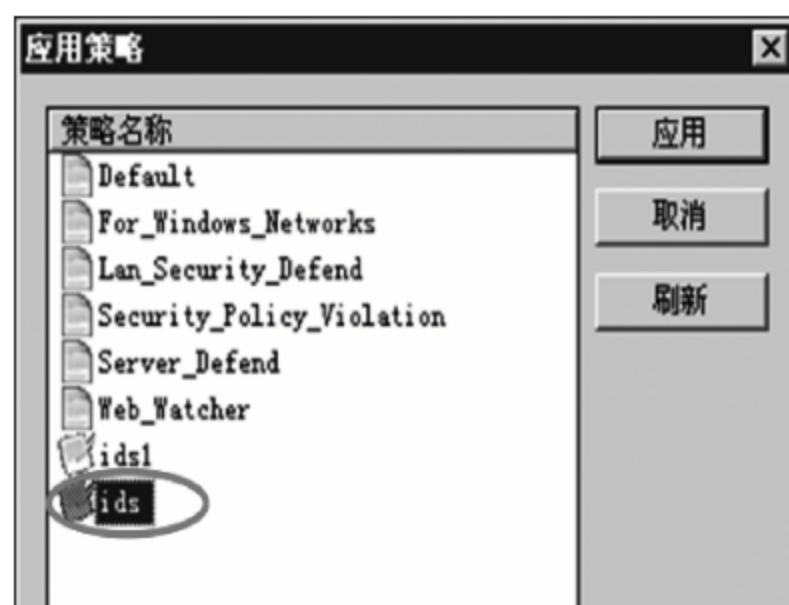 应用策略
策略名称
Default
For_Windows_Networks
Lan_Security_Defend
Security_Policy_Violation
Server_Defend
Web_Watcher
ids1
ids
应用
取消
刷新